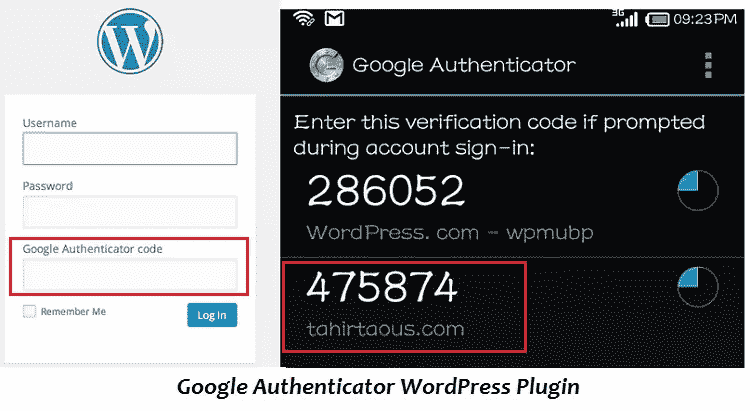 Username
Password
Google Authenticator code
Remember Me
Log In
3G
09:23PM
Google Authenticator
Enter this verification code if prompted
during account sign-in:
286052
WordPress. com - wpmubp
475874
tahirtaous.com
Google Authenticator WordPress Plugin